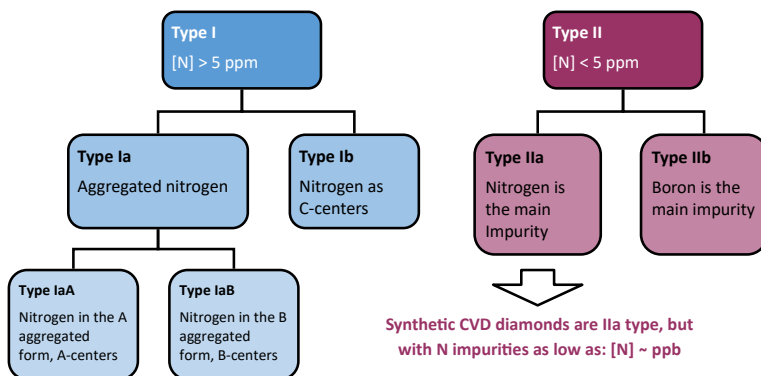 Type I
[N] > 5 ppm
Type II
[N] < 5 ppm
Type Ia
Aggregated nitrogen
Type Ib
Nitrogen as
C-centers
Type IIa
Nitrogen is
the main
Impurity
Type IIb
Boron is the
main impurity
Type IaA
Nitrogen in the A
aggregated
form, A-centers
Type IaB
Nitrogen in the B
aggregated
form, B-centers
Synthetic CVD diamonds are IIa type, but
with N impurities as low as: [N] ~ ppb